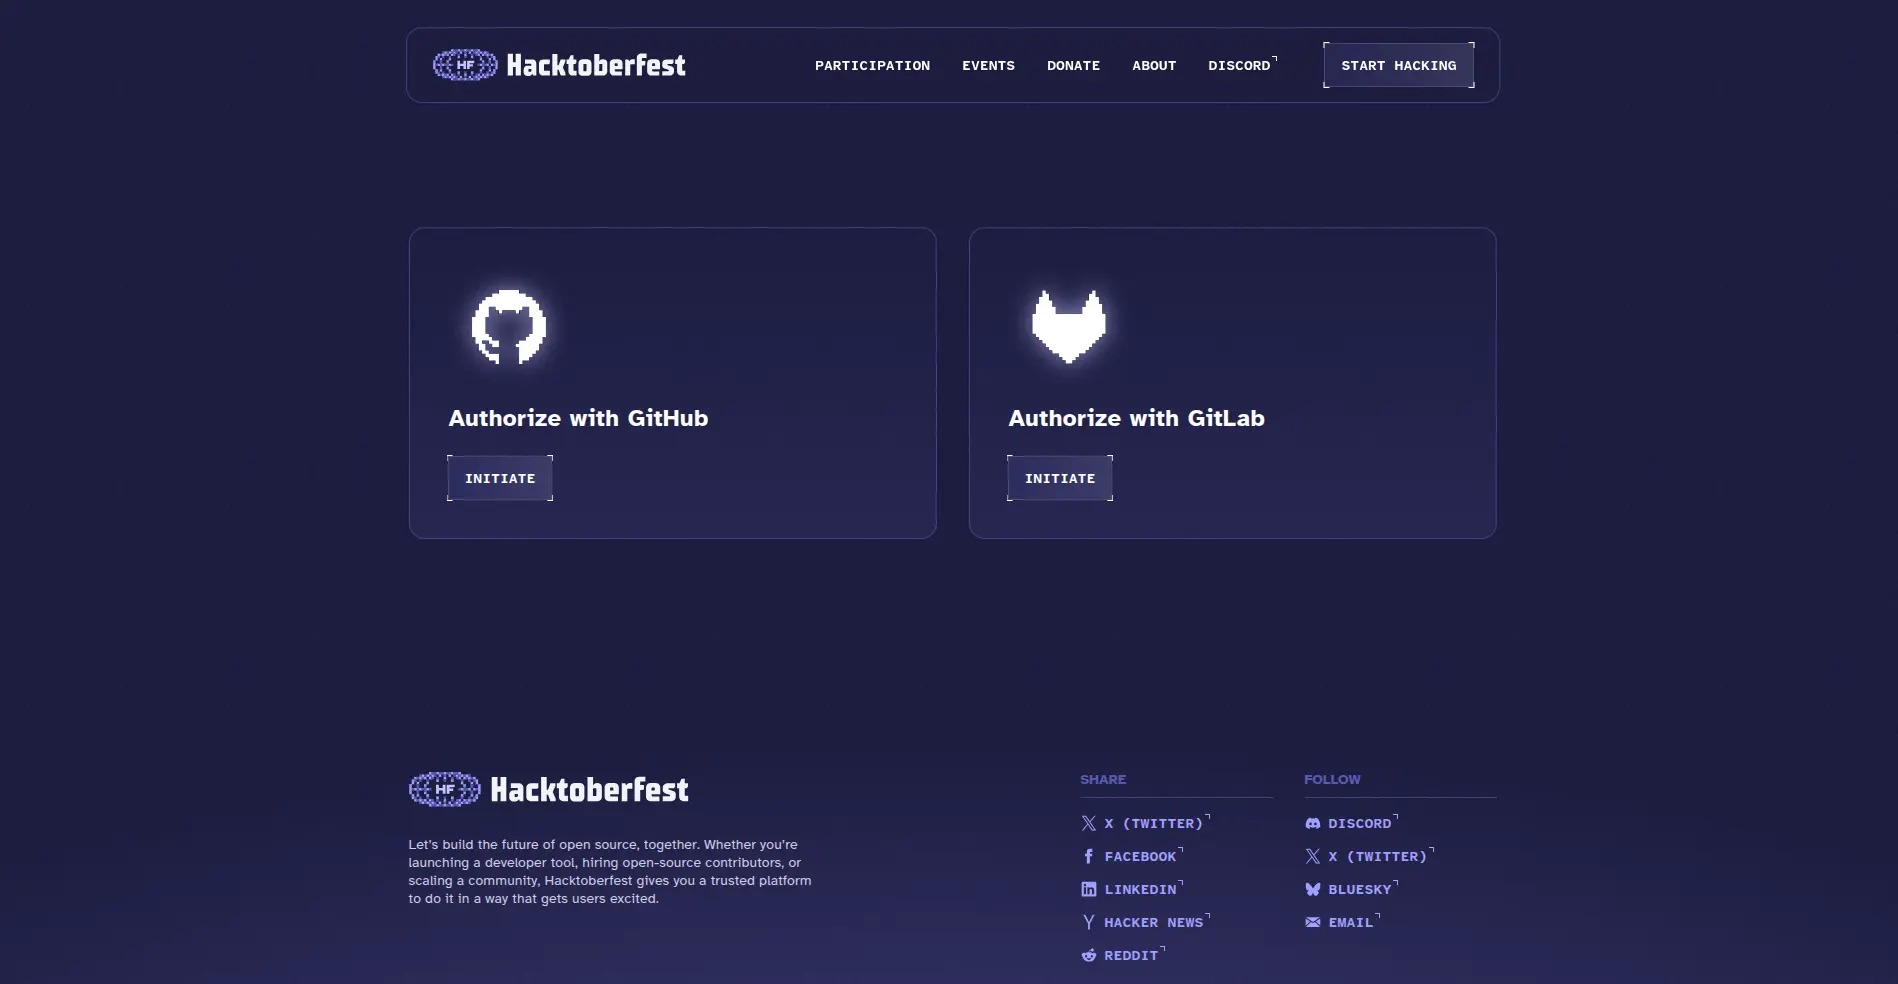 HF Hacktoberfest
PARTICIPATION EVENTS DONATE ABOUT DISCORD START HACKING
Authorize with GitHub
INITIATE
Authorize with GitLab
INITIATE
HF Hacktoberfest
Let's build the future of open source, together. Whether you're
launching a developer tool, hiring open-source contributors, or
scaling a community, Hacktoberfest gives you a trusted platform
to do it in a way that gets users excited.
SHARE
X (TWITTER)
FACEBOOK
LINKEDIN
HACKER NEWS
REDDIT
FOLLOW
DISCORD
X (TWITTER)
BLUESKY
EMAIL